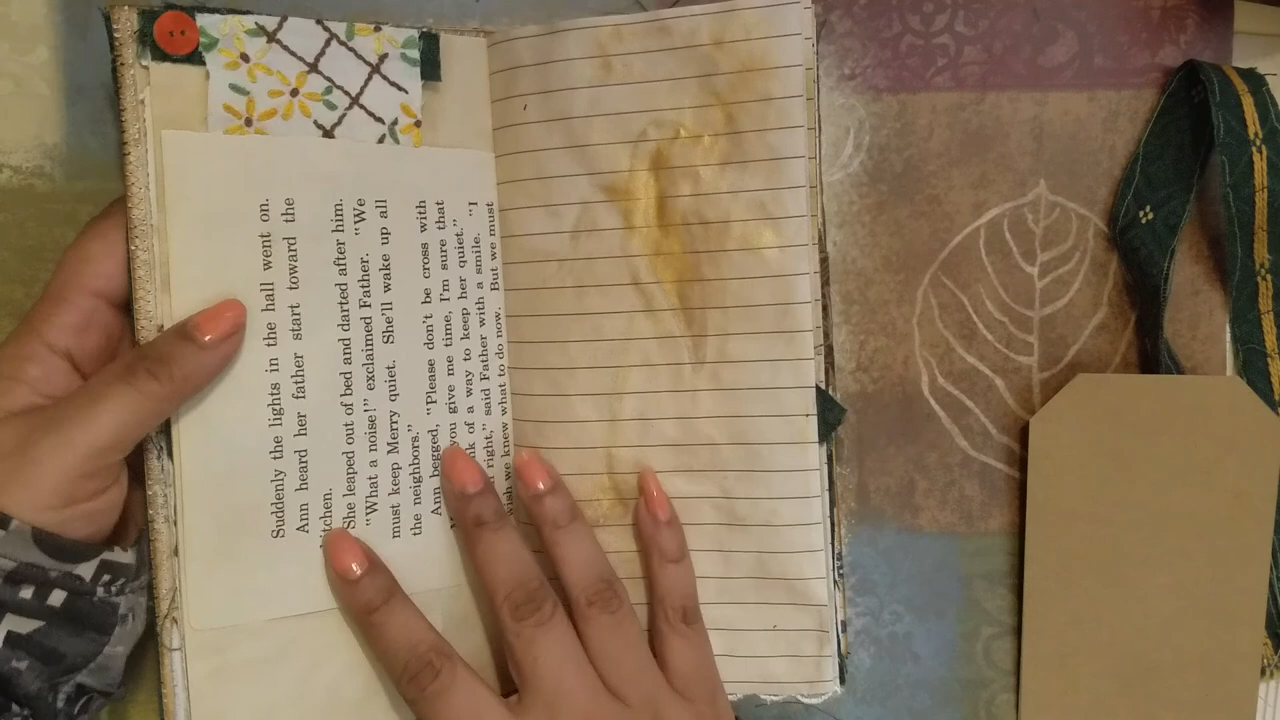 Suddenly the lights in the hall went on.
Ann heard her father start toward the
kitchen.
She leaped out of bed and darted after him.
"What a noise!" exclaimed Father. "We
must keep Merry quiet. She'll wake up all
the neighbors."
Ann begged, "Please don't be cross with
you give me time, I'm sure that
of a way to keep her quiet."
right," said Father with a smile. "I
wish we knew what to do now. But we must